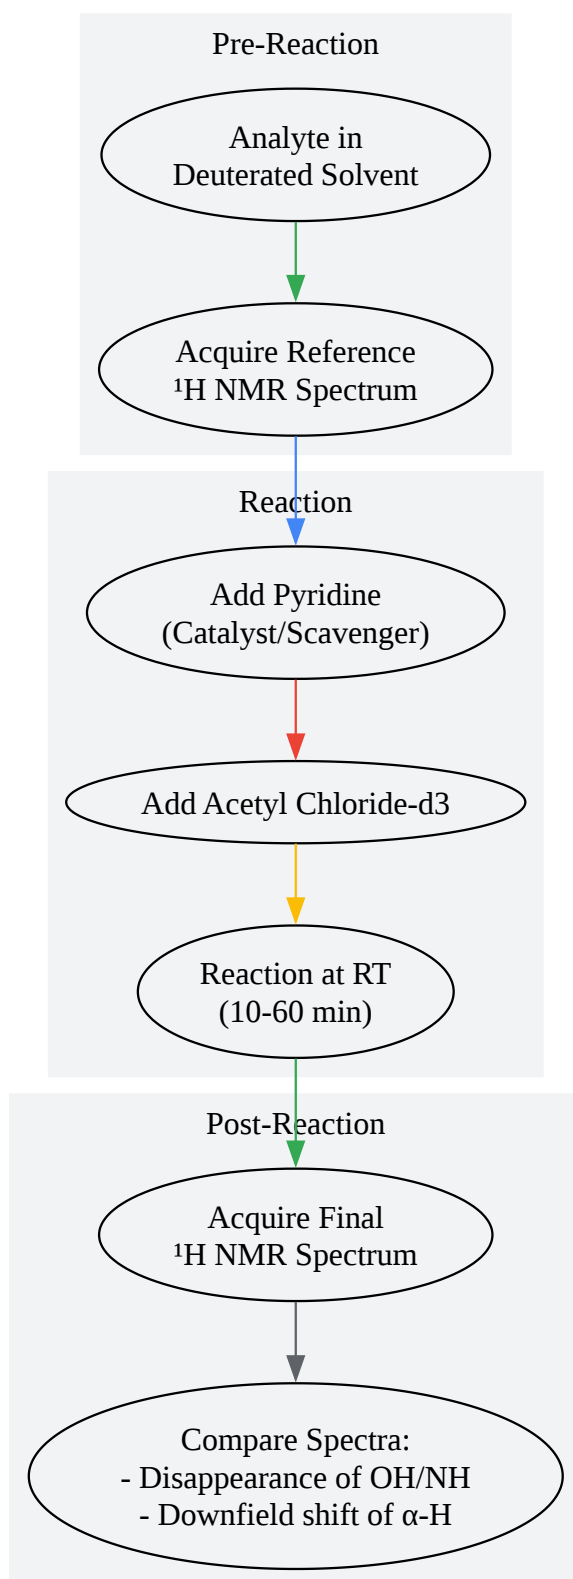 Pre-Reaction
Analyte in
Deuterated Solvent
Acquire Reference
¹H NMR Spectrum
Reaction
Add Pyridine
(Catalyst/Scavenger)
Add Acetyl Chloride-d3
Reaction at RT
(10-60 min)
Post-Reaction
Acquire Final
¹H NMR Spectrum
Compare Spectra:
- Disappearance of OH/NH
- Downfield shift of α-H